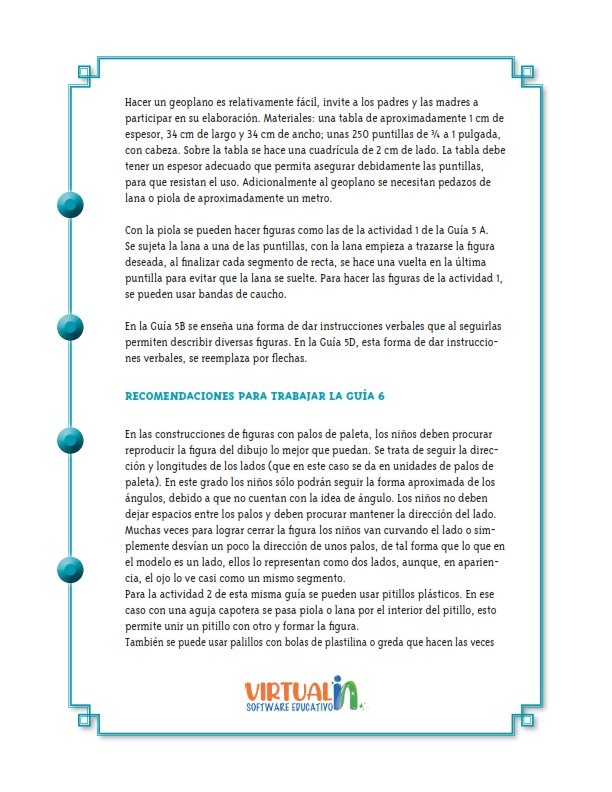 Hacer un geoplano es relativamente fácil, invite a los padres y las madres a
participar en su elaboración. Materiales: una tabla de aproximadamente 1 cm de
espesor, 34 cm de largo y 34 cm de ancho; unas 250 puntillas de ¾ a 1 pulgada,
con cabeza. Sobre la tabla se hace una cuadrícula de 2 cm de lado. La tabla debe
tener un espesor adecuado que permita asegurar debidamente las puntillas,
para que resistan el uso. Adicionalmente al geoplano se necesitan pedazos de
lana o piola de aproximadamente un metro.
Con la piola se pueden hacer figuras como las de la actividad 1 de la Guía 5 A.
Se sujeta la lana a una de las puntillas, con la lana empieza a trazarse la figura
deseada, al finalizar cada segmento de recta, se hace una vuelta en la última
puntilla para evitar que la lana se suelte. Para hacer las figuras de la actividad 1,
se pueden usar bandas de caucho.
En la Guía 5B se enseña una forma de dar instrucciones verbales que al seguirlas
permiten describir diversas figuras. En la Guía 5D, esta forma de dar instruccio-
nes verbales, se reemplaza por flechas.
RECOMENDACIONES PARA TRABAJAR LA GUÍA 6
En las construcciones de figuras con palos de paleta, los niños deben procurar
reproducir la figura del dibujo lo mejor que puedan. Se trata de seguir la direc-
ción y longitudes de los lados (que en este caso se da en unidades de palos de
paleta). En este grado los niños sólo podrán seguir la forma aproximada de los
ángulos, debido a que no cuentan con la idea de ángulo. Los niños no deben
dejar espacios entre los palos y deben procurar mantener la dirección del lado.
Muchas veces para lograr cerrar la figura los niños van curvando el lado o sim-
plemente desvían un poco la dirección de unos palos, de tal forma que lo que en
el modelo es un lado, ellos lo representan como dos lados, aunque, en aparien-
cia, el ojo lo ve casi como un mismo segmento.
Para la actividad 2 de esta misma guía se pueden usar pitillos plásticos. En ese
caso con una aguja capotera se pasa piola o lana por el interior del pitillo, esto
permite unir un pitillo con otro y formar la figura.
También se puede usar palillos con bolas de plastilina o greda que hacen las veces
VIRTUALin
SOFTWARE EDUCATIVO